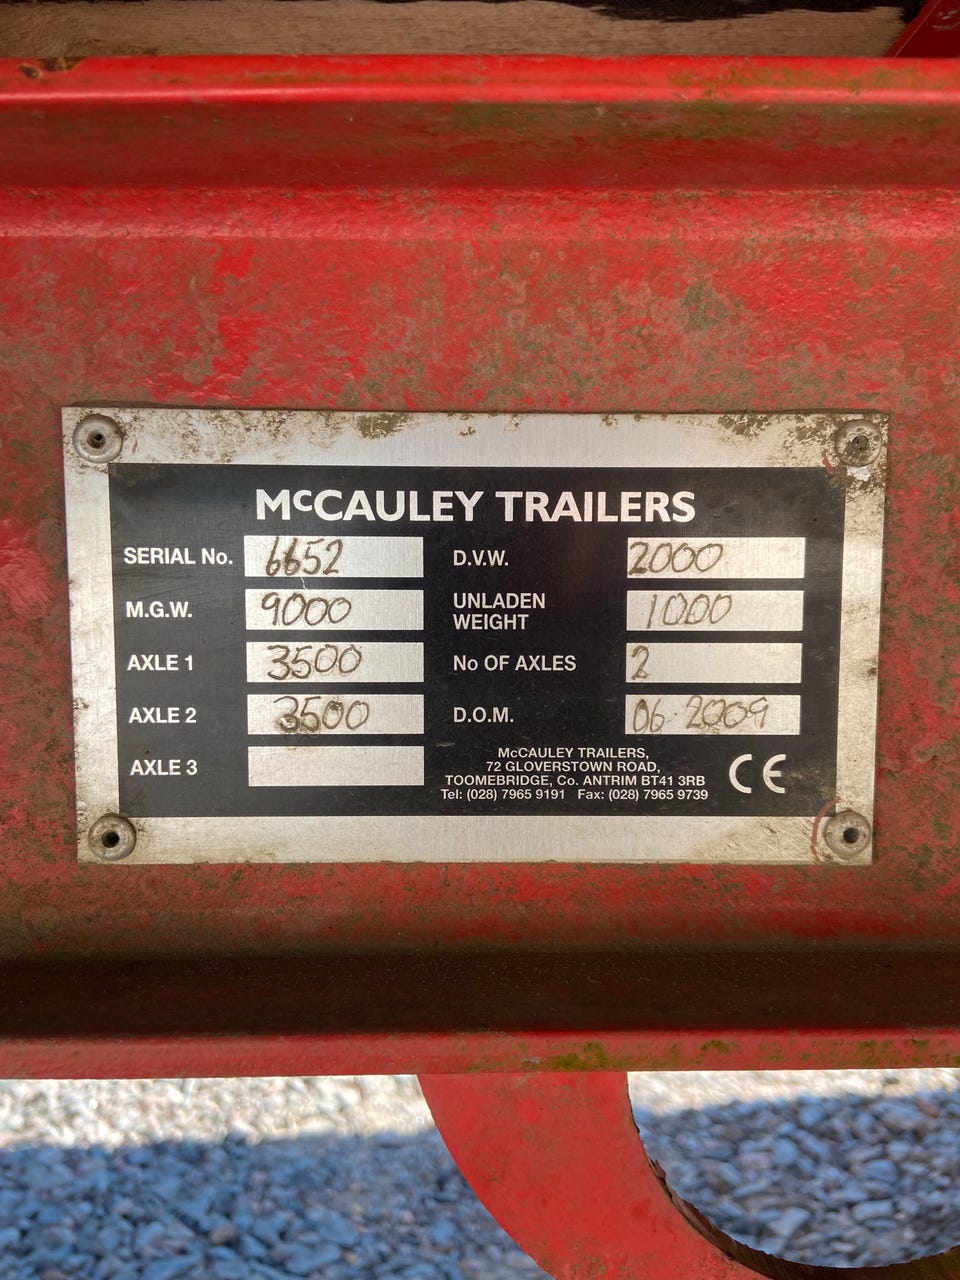 McCAULEY TRAILERS
SERIAL No. 6652 D.V.W. 2000
M.G.W. 9000 UNLADEN WEIGHT 1000
AXLE 1 3500 No OF AXLES 2
AXLE 2 3500 D.O.M. 06.2009
AXLE 3
McCAULEY TRAILERS,
72 GLOVERSTOWN ROAD,
TOOMEBRIDGE, Co. ANTRIM BT41 3RB
Tel: (028) 7965 9191 Fax: (028) 7965 9739
CE